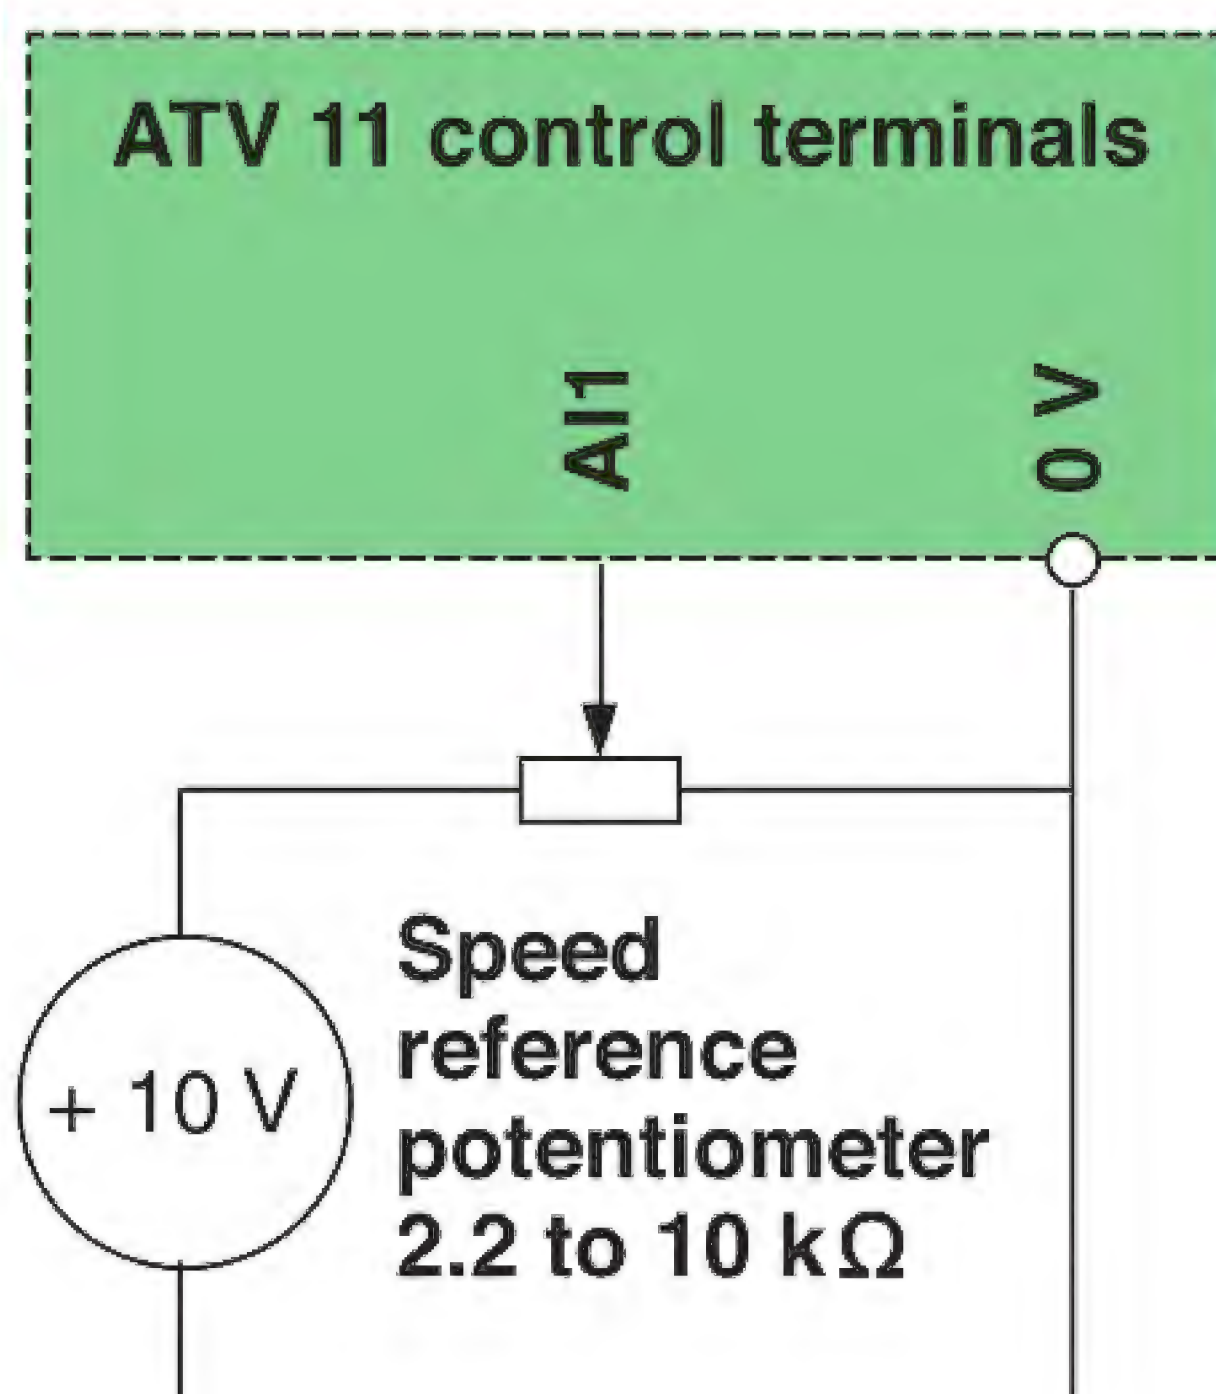 ATV 11 control terminals
AI1
0 V
Speed
reference
potentiometer
2.2 to 10 kΩ
+ 10 V